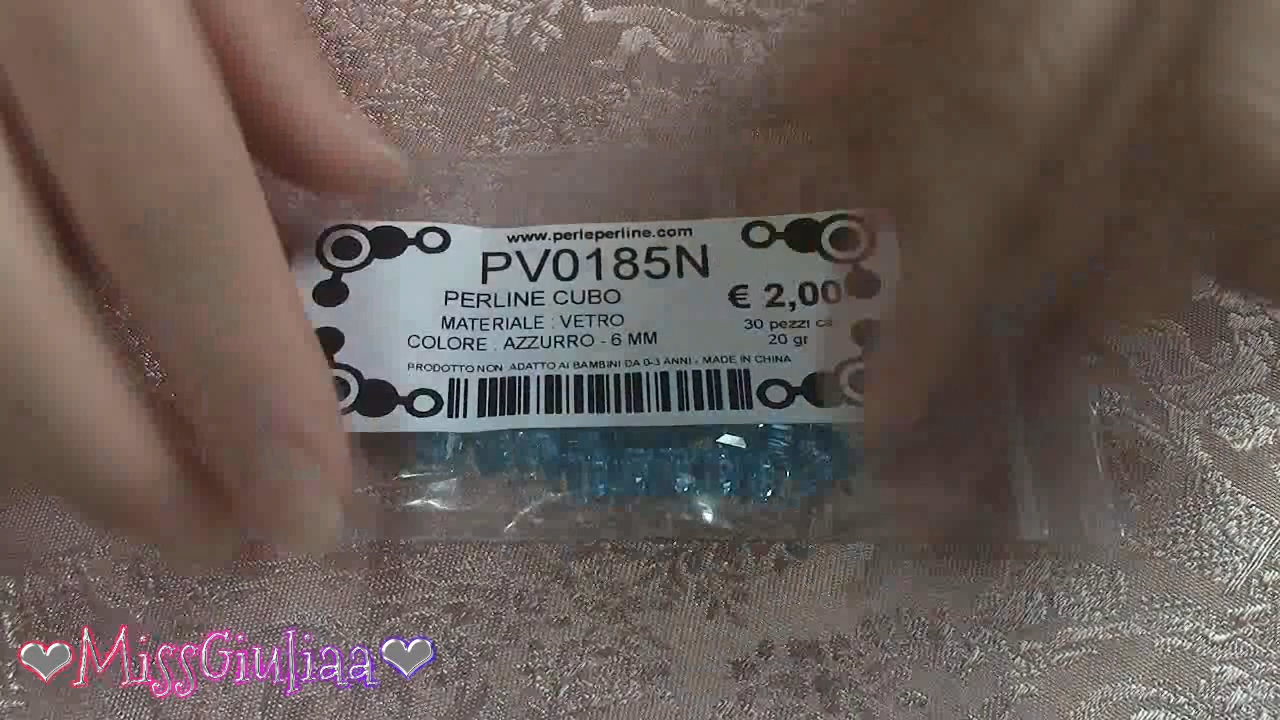 www.perleperline.com
PV0185N
PERLINE CUBO
€ 2,00
MATERIALE : VETRO
30 pezzi ca
COLORE : AZZURRO - 6 MM
20 gr
PRODOTTO NON ADATTO AI BAMBINI DA 0-3 ANNI - MADE IN CHINA
❤MissGiuliaa❤